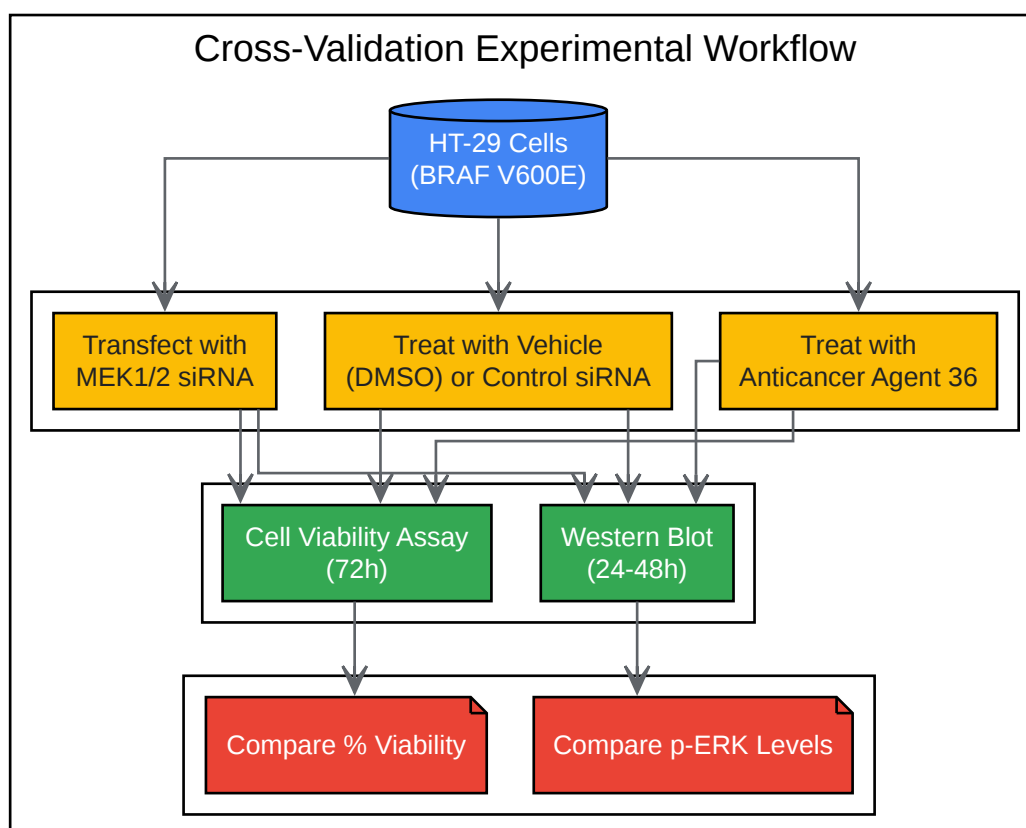 Cross-Validation Experimental Workflow
HT-29 Cells
(BRAF V600E)
Transfect with
MEK1/2 siRNA
Treat with Vehicle
(DMSO) or Control siRNA
Treat with
Anticancer Agent 36
Cell Viability Assay
(72h)
Western Blot
(24-48h)
Compare % Viability
Compare p-ERK Levels